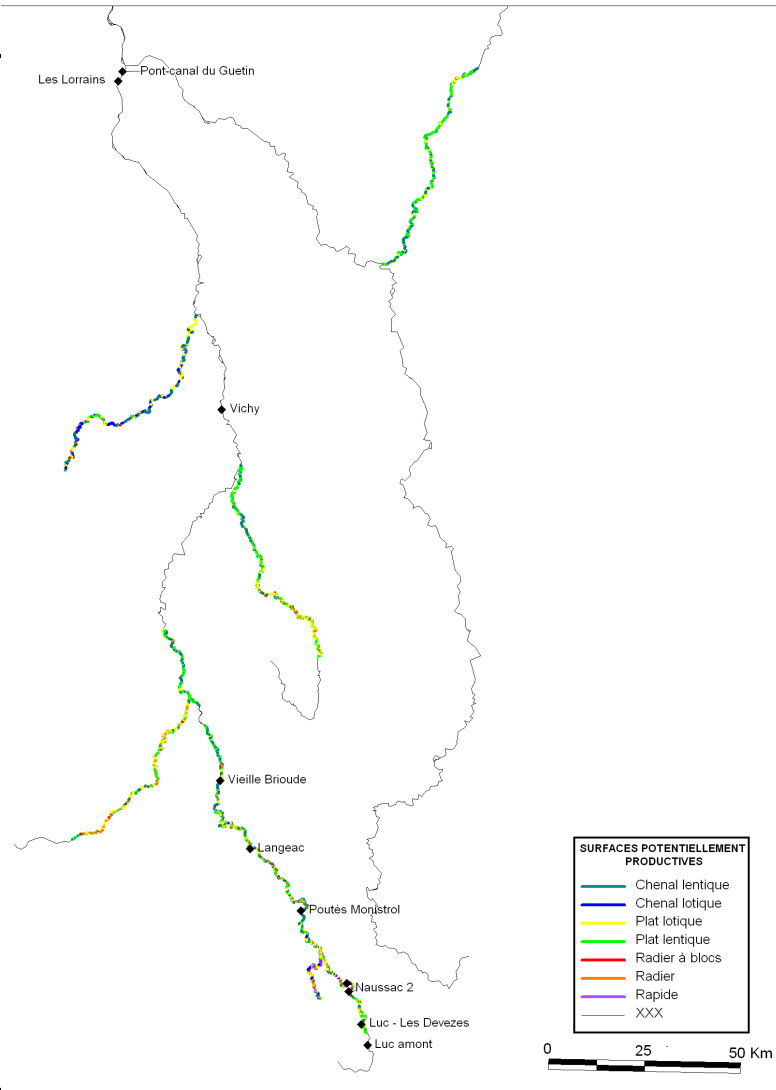 Pont-canal du Guetin
Les Lorrains
Vichy
Vieille Brioude
Langeac
Poutès Monistrol
Naussac 2
Luc - Les Devezes
Luc amont
SURFACES POTENTIELLEMENT
PRODUCTIVES
Chenal lentique
Chenal lotique
Plat lotique
Plat lentique
Radier à blocs
Radier
Rapide
XXX
0 25 50 Km